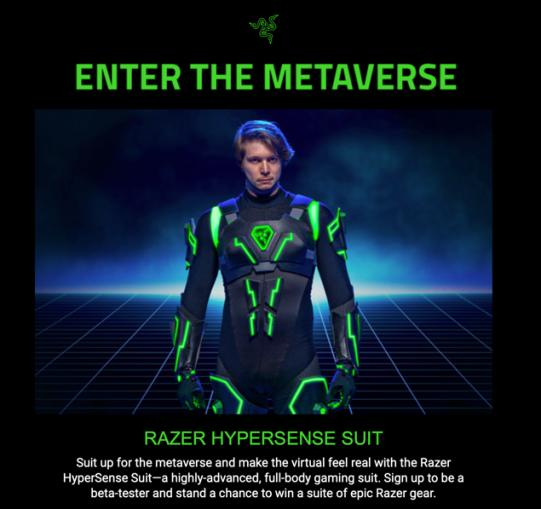 ENTER THE METAVERSE
RAZER HYPERSENSE SUIT
Suit up for the metaverse and make the virtual feel real with the Razer
HyperSense Suit—a highly-advanced, full-body gaming suit. Sign up to be a
beta-tester and stand a chance to win a suite of epic Razer gear.